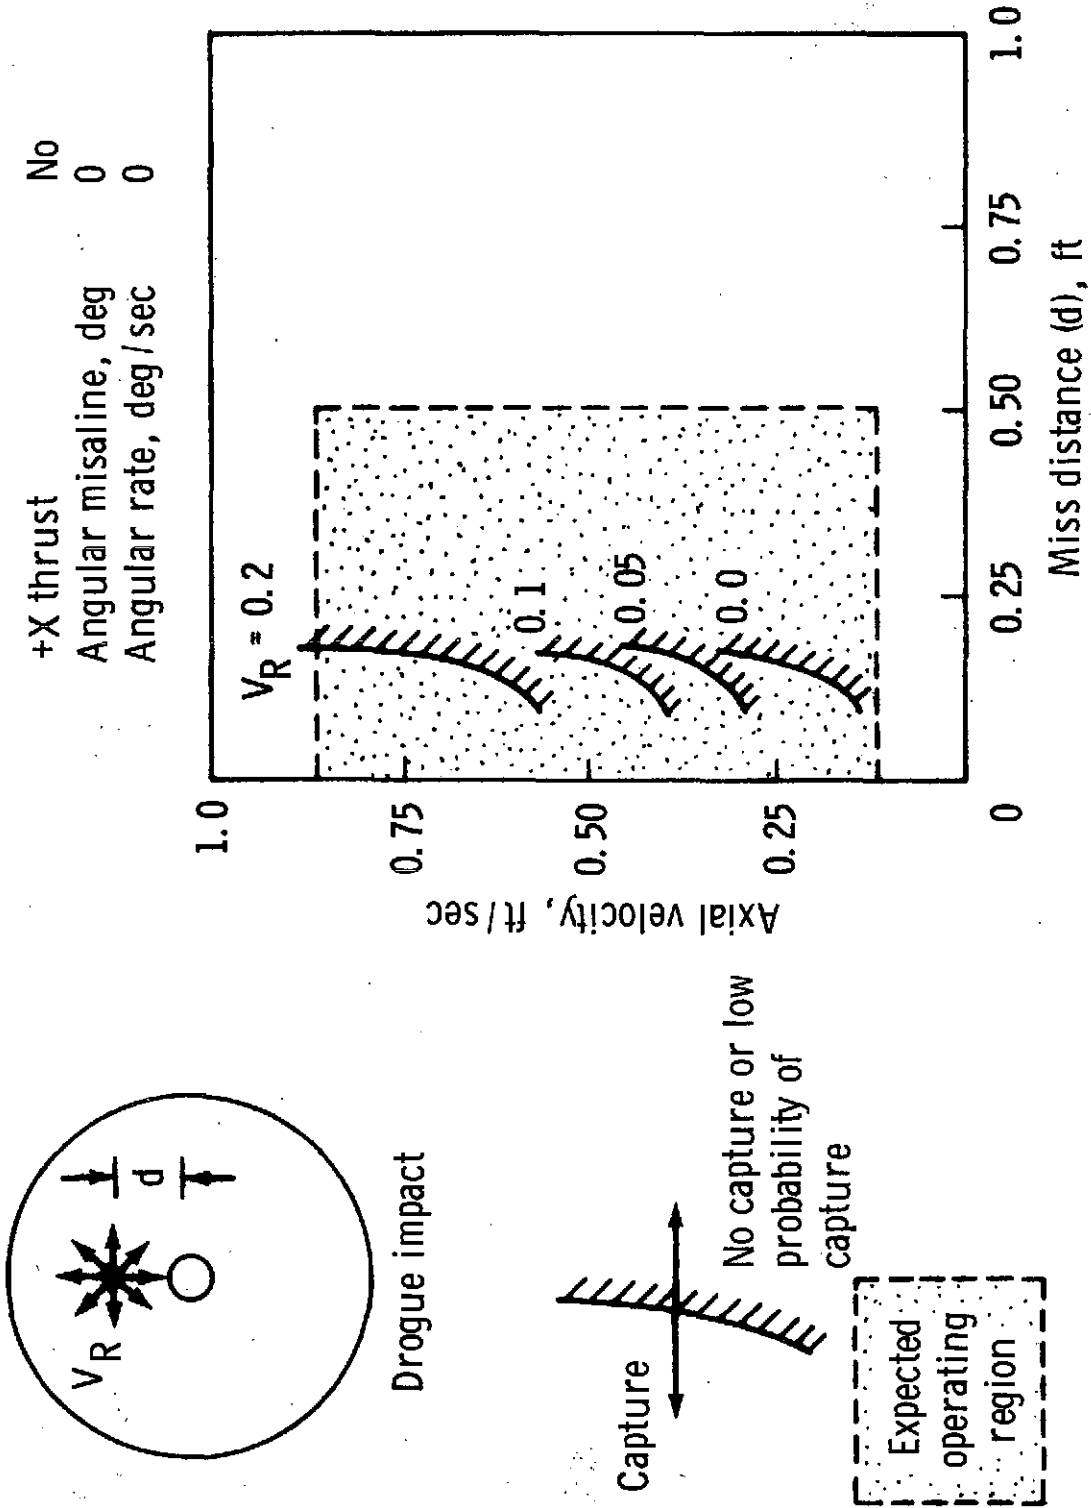 V_R
d
Drogue impact
Capture
No capture or low
probability of
capture
Expected
operating
region
+X thrust No
Angular misaline, deg 0
Angular rate, deg/sec 0
V_R = 0.2
0.1
0.05
0.0
1.0
0.75
0.50
0.25
Axial velocity, ft/sec
0 0.25 0.50 0.75 1.0
Miss distance (d), ft